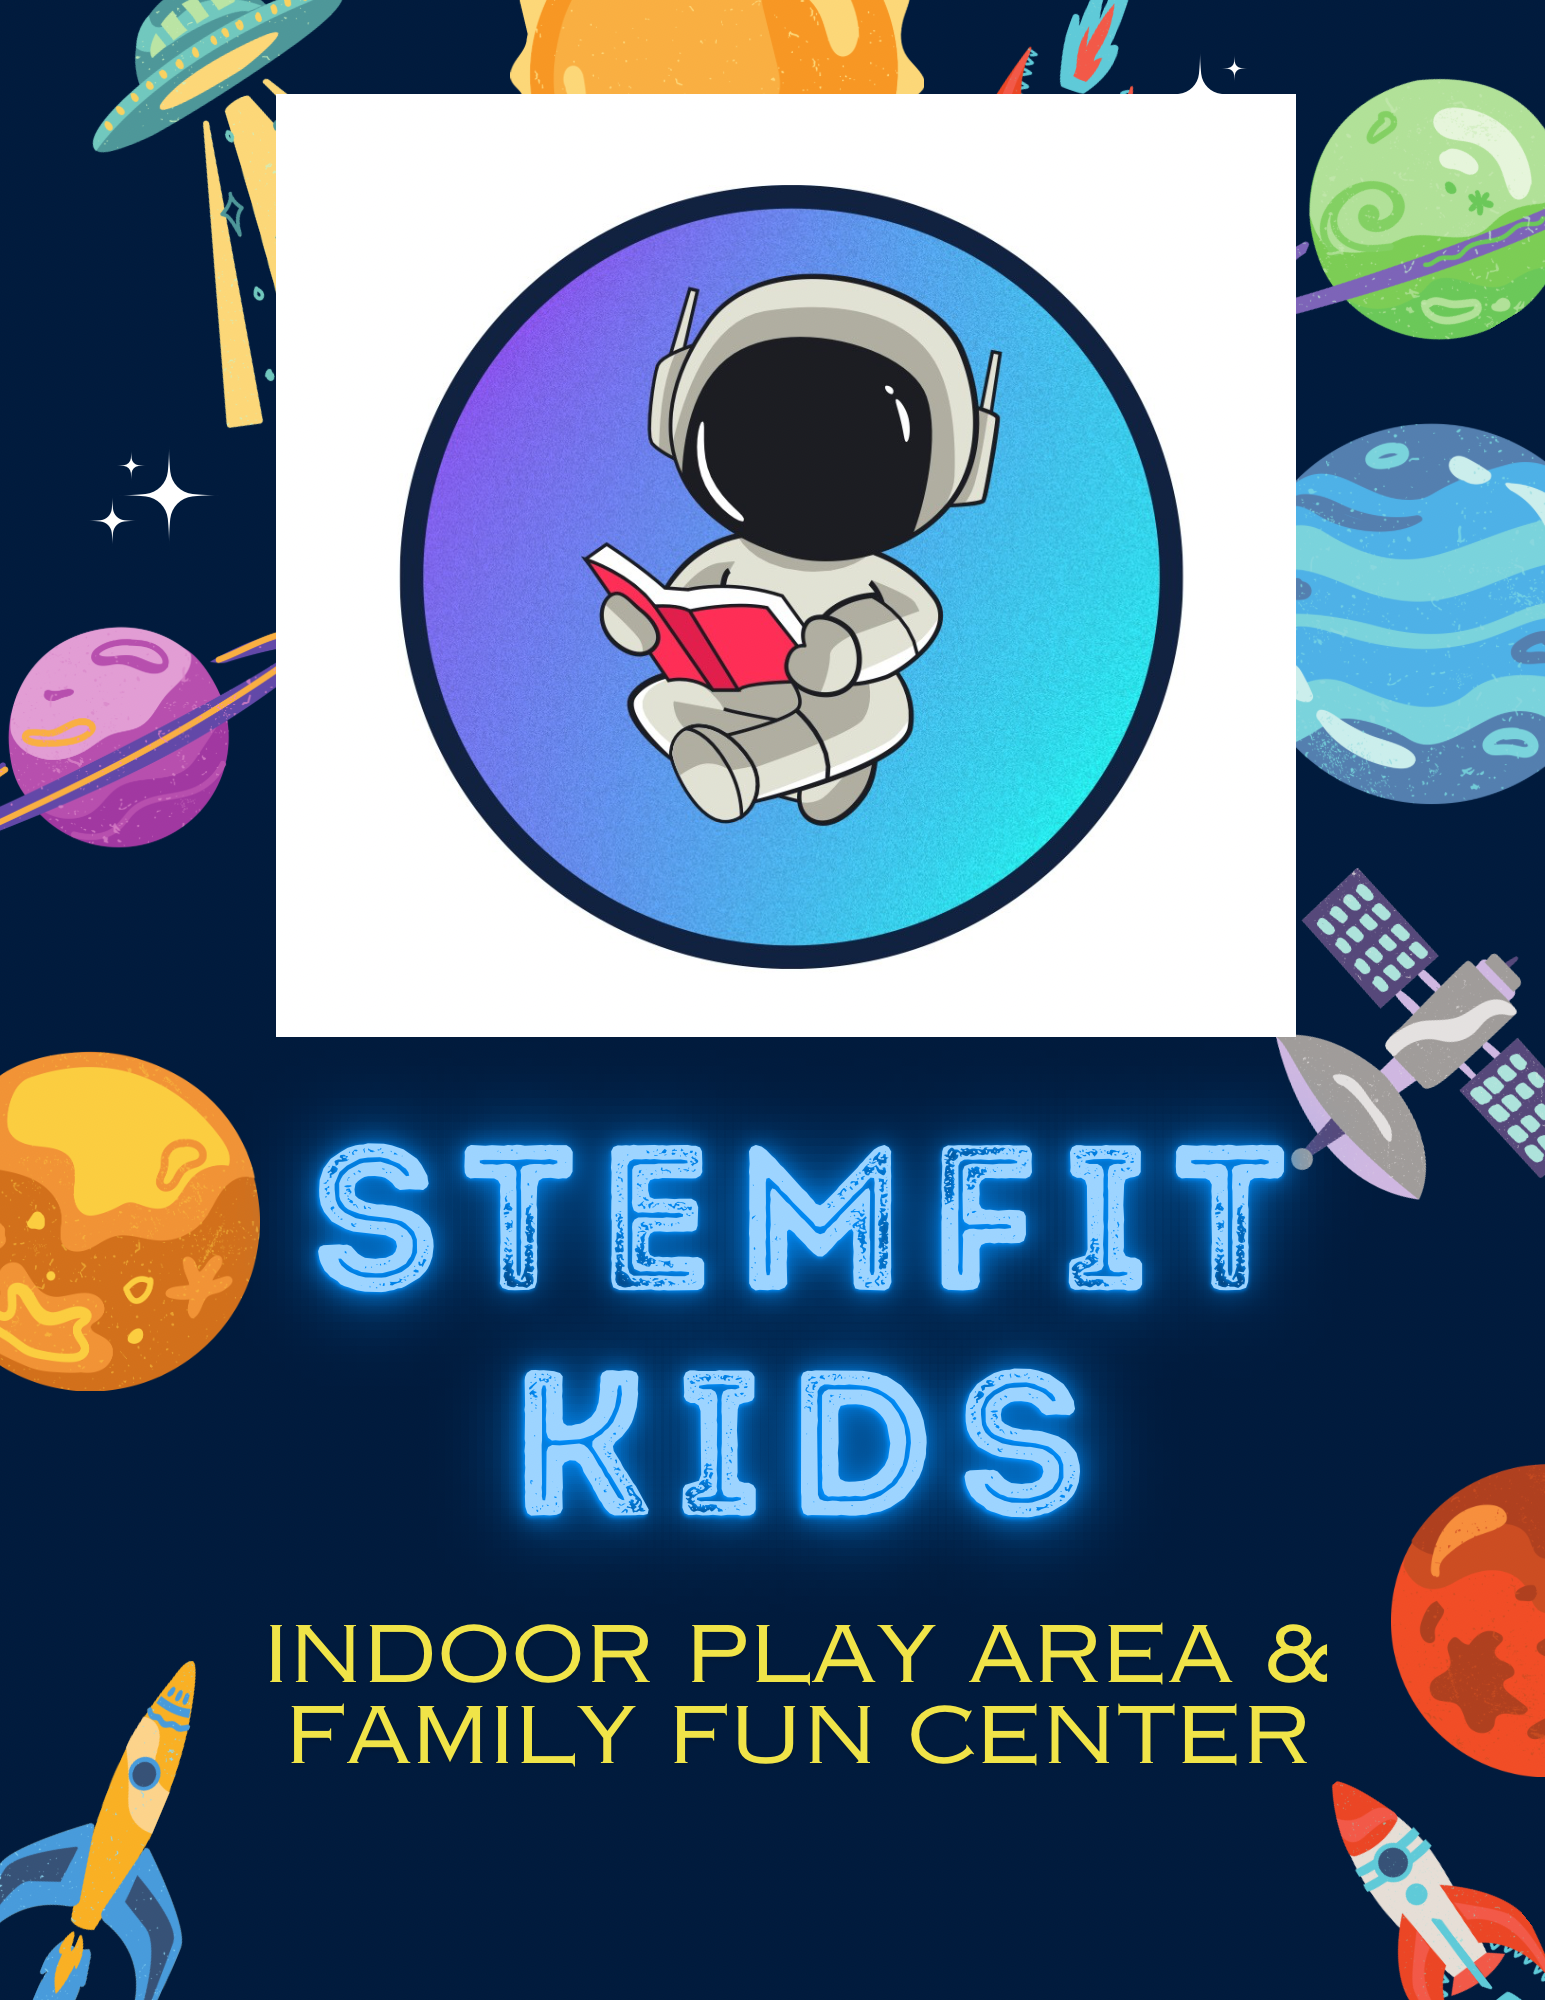 STEMFIT
KIDS
INDOOR PLAY AREA &
FAMILY FUN CENTER